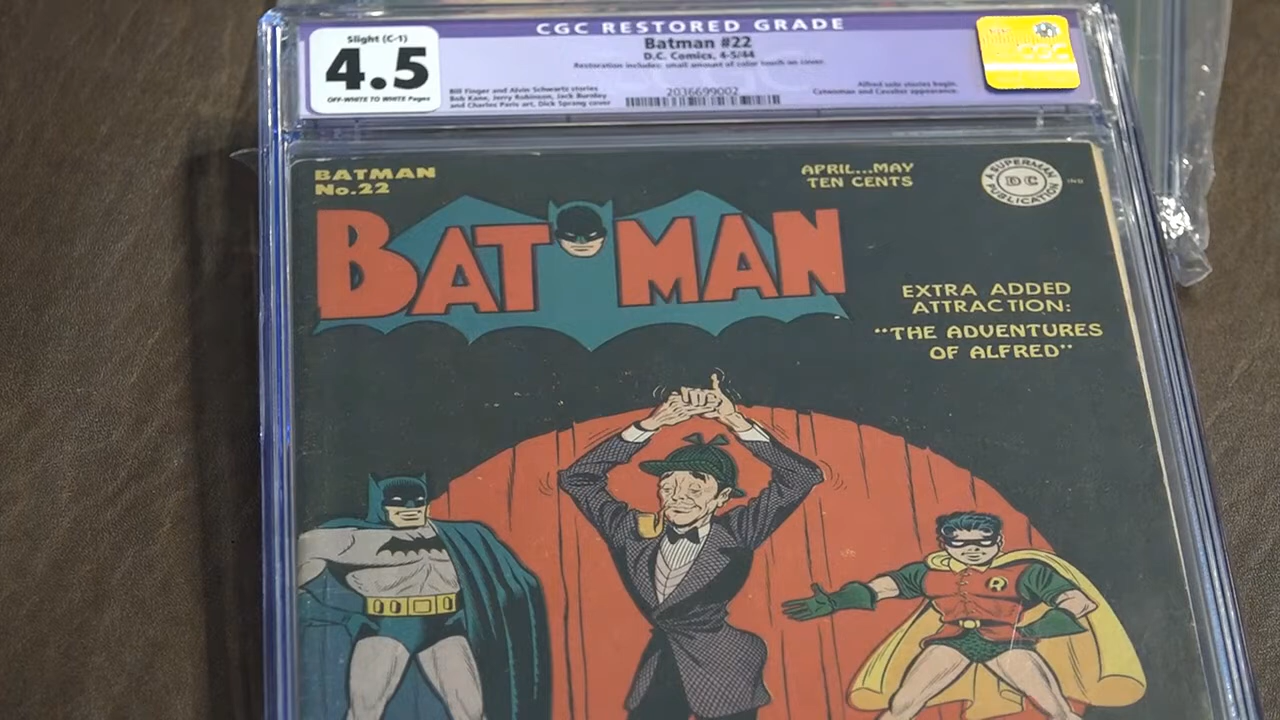 CGC RESTORED GRADE
Slight (C-1)
4.5
OFF-WHITE TO WHITE Pages
Batman #22
D.C. Comics, 4-5/44
Restoration includes: small amount of color touch on cover.
Bill Finger and Alvin Schwartz stories
Bob Kane, Jerry Robinson, Jack Burnley
and Charles Paris art, Dick Sprang cover
2036699002
Alfred solo stories begin.
Catwoman and Cavalier appearance.
CGC
BATMAN
No.22
APRIL...MAY
TEN CENTS
A SUPERMAN
DC
PUBLICATION
BATMAN
EXTRA ADDED
ATTRACTION:
"THE ADVENTURES
OF ALFRED"
R